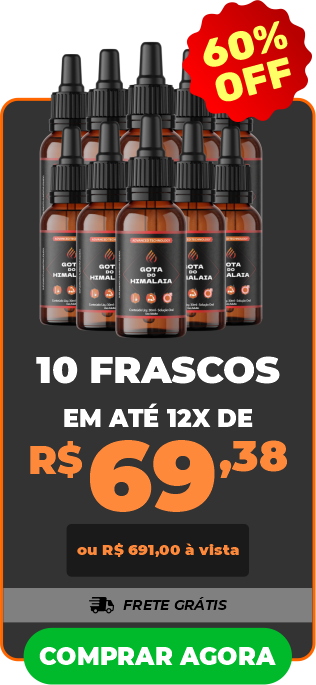 60%
OFF
GOTA
DO
HIMALAIA
10 FRASCOS
EM ATÉ 12X DE
R$69,38
ou R$ 691,00 à vista
FRETE GRÁTIS
COMPRAR AGORA